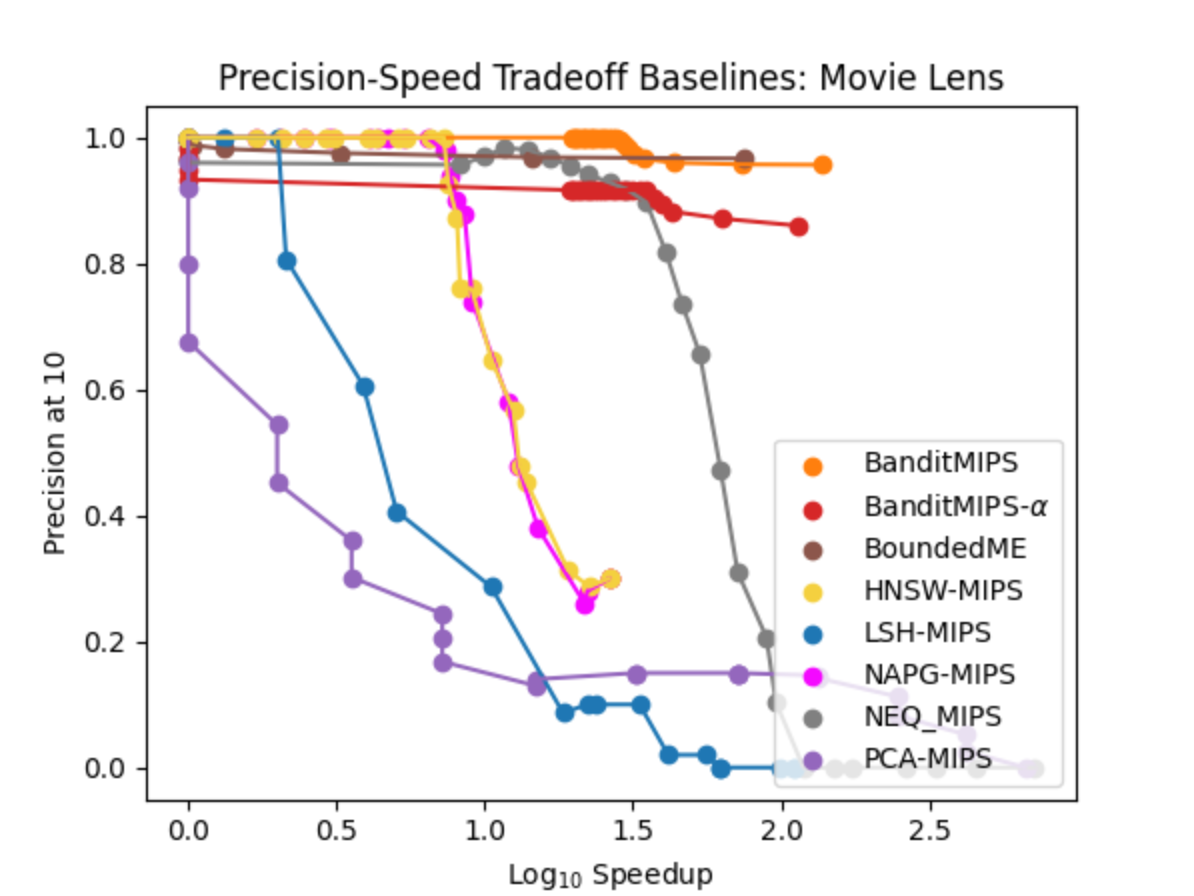 Precision-Speed Tradeoff Baselines: Movie Lens
1.0
0.8
0.6
0.4
0.2
0.0
Precision at 10
BanditMIPS
BanditMIPS-α
BoundedME
HNSW-MIPS
LSH-MIPS
NAPG-MIPS
NEQ_MIPS
PCA-MIPS
0.0 0.5 1.0 1.5 2.0 2.5
Log₁₀ Speedup